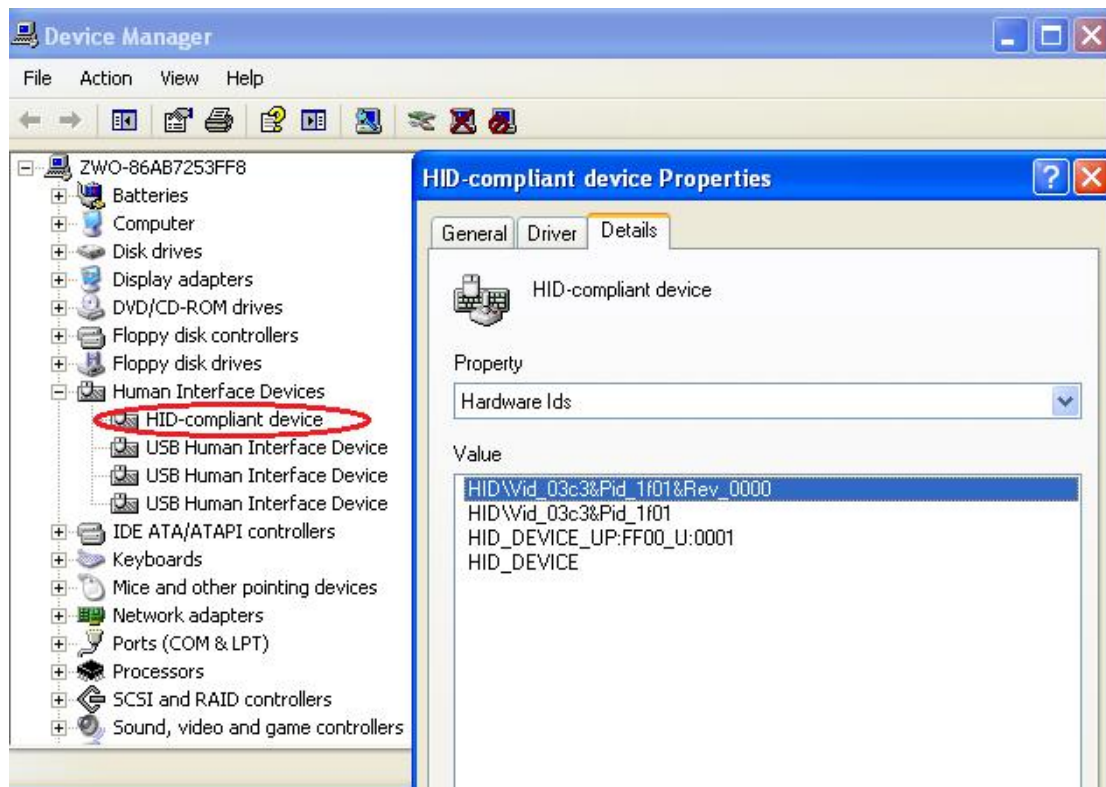 Device Manager
File Action View Help
ZWO-86AB7253FF8
Batteries
Computer
Disk drives
Display adapters
DVD/CD-ROM drives
Floppy disk controllers
Floppy disk drives
Human Interface Devices
HID-compliant device
USB Human Interface Device
USB Human Interface Device
USB Human Interface Device
IDE ATA/ATAPI controllers
Keyboards
Mice and other pointing devices
Network adapters
Ports (COM & LPT)
Processors
SCSI and RAID controllers
Sound, video and game controllers
HID-compliant device Properties
General Driver Details
HID-compliant device
Property
Hardware Ids
Value
HID\Vid_03c3&Pid_1f01&Rev_0000
HID\Vid_03c3&Pid_1f01
HID_DEVICE_UP:FF00_U:0001
HID_DEVICE